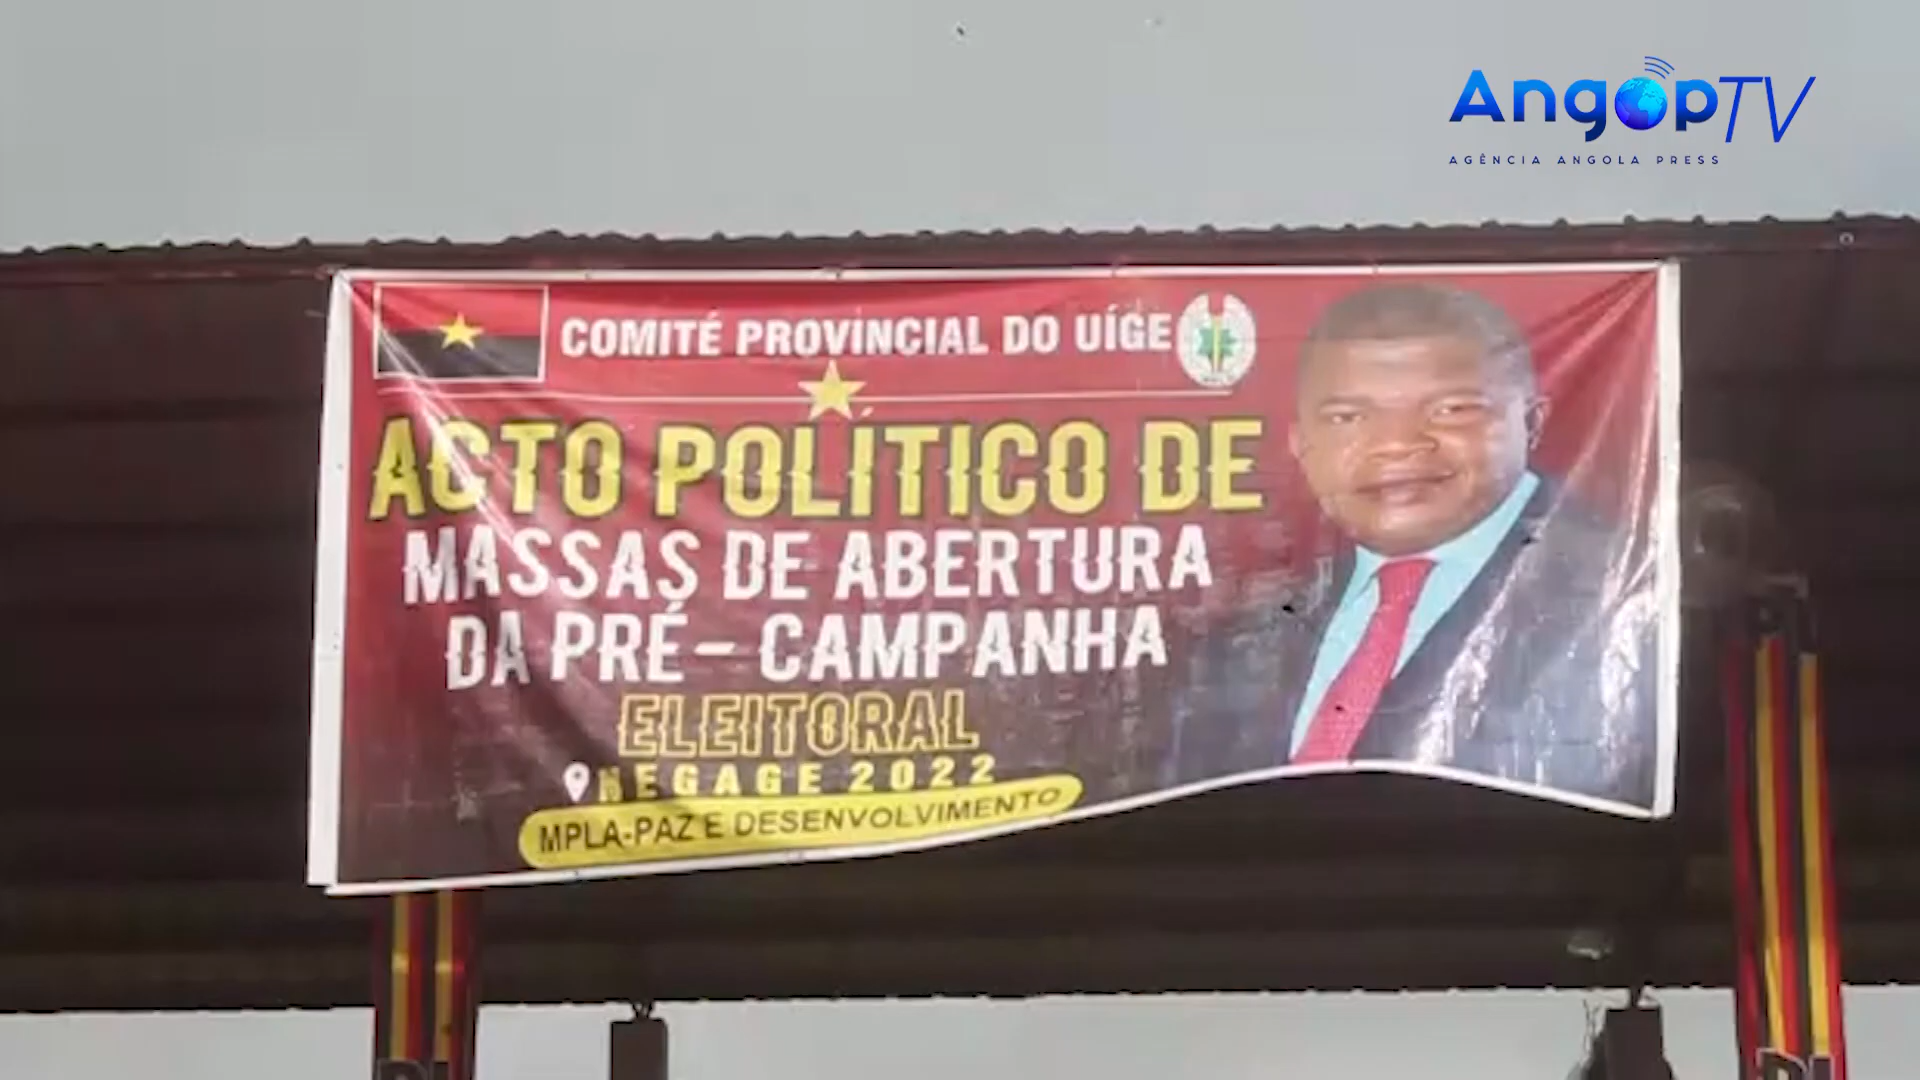 AngopTV
AGÊNCIA ANGOLA PRESS
COMITÉ PROVINCIAL DO UÍGE
ACTO POLÍTICO DE
MASSAS DE ABERTURA
DA PRÉ - CAMPANHA
ELEITORAL
NEGAGE 2022
MPLA-PAZ E DESENVOLVIMENTO